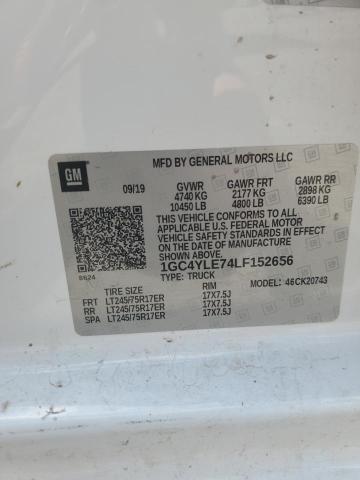 GM
MFD BY GENERAL MOTORS LLC
09/19 GVWR GAWR FRT GAWR RR
4740 KG 2177 KG 2898 KG
10450 LB 4800 LB 6390 LB
THIS VEHICLE CONFORMS TO ALL
APPLICABLE U.S. FEDERAL MOTOR
VEHICLE SAFETY STANDARDS IN EFFECT
ON THE DATE OF MANUFACTURE
SHOWN ABOVE.
1GC4YLE74LF152656
8624 TYPE: TRUCK MODEL: 46CK20743
TIRE SIZE RIM
FRT LT245/75R17ER 17X7.5J
RR LT245/75R17ER 17X7.5J
SPA LT245/75R17ER 17X7.5J